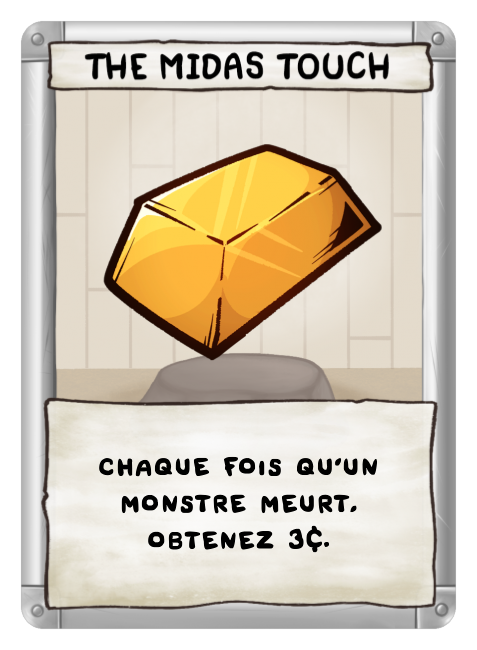 THE MIDAS TOUCH
CHAQUE FOIS QU'UN
MONSTRE MEURT,
OBTENEZ 3¢.